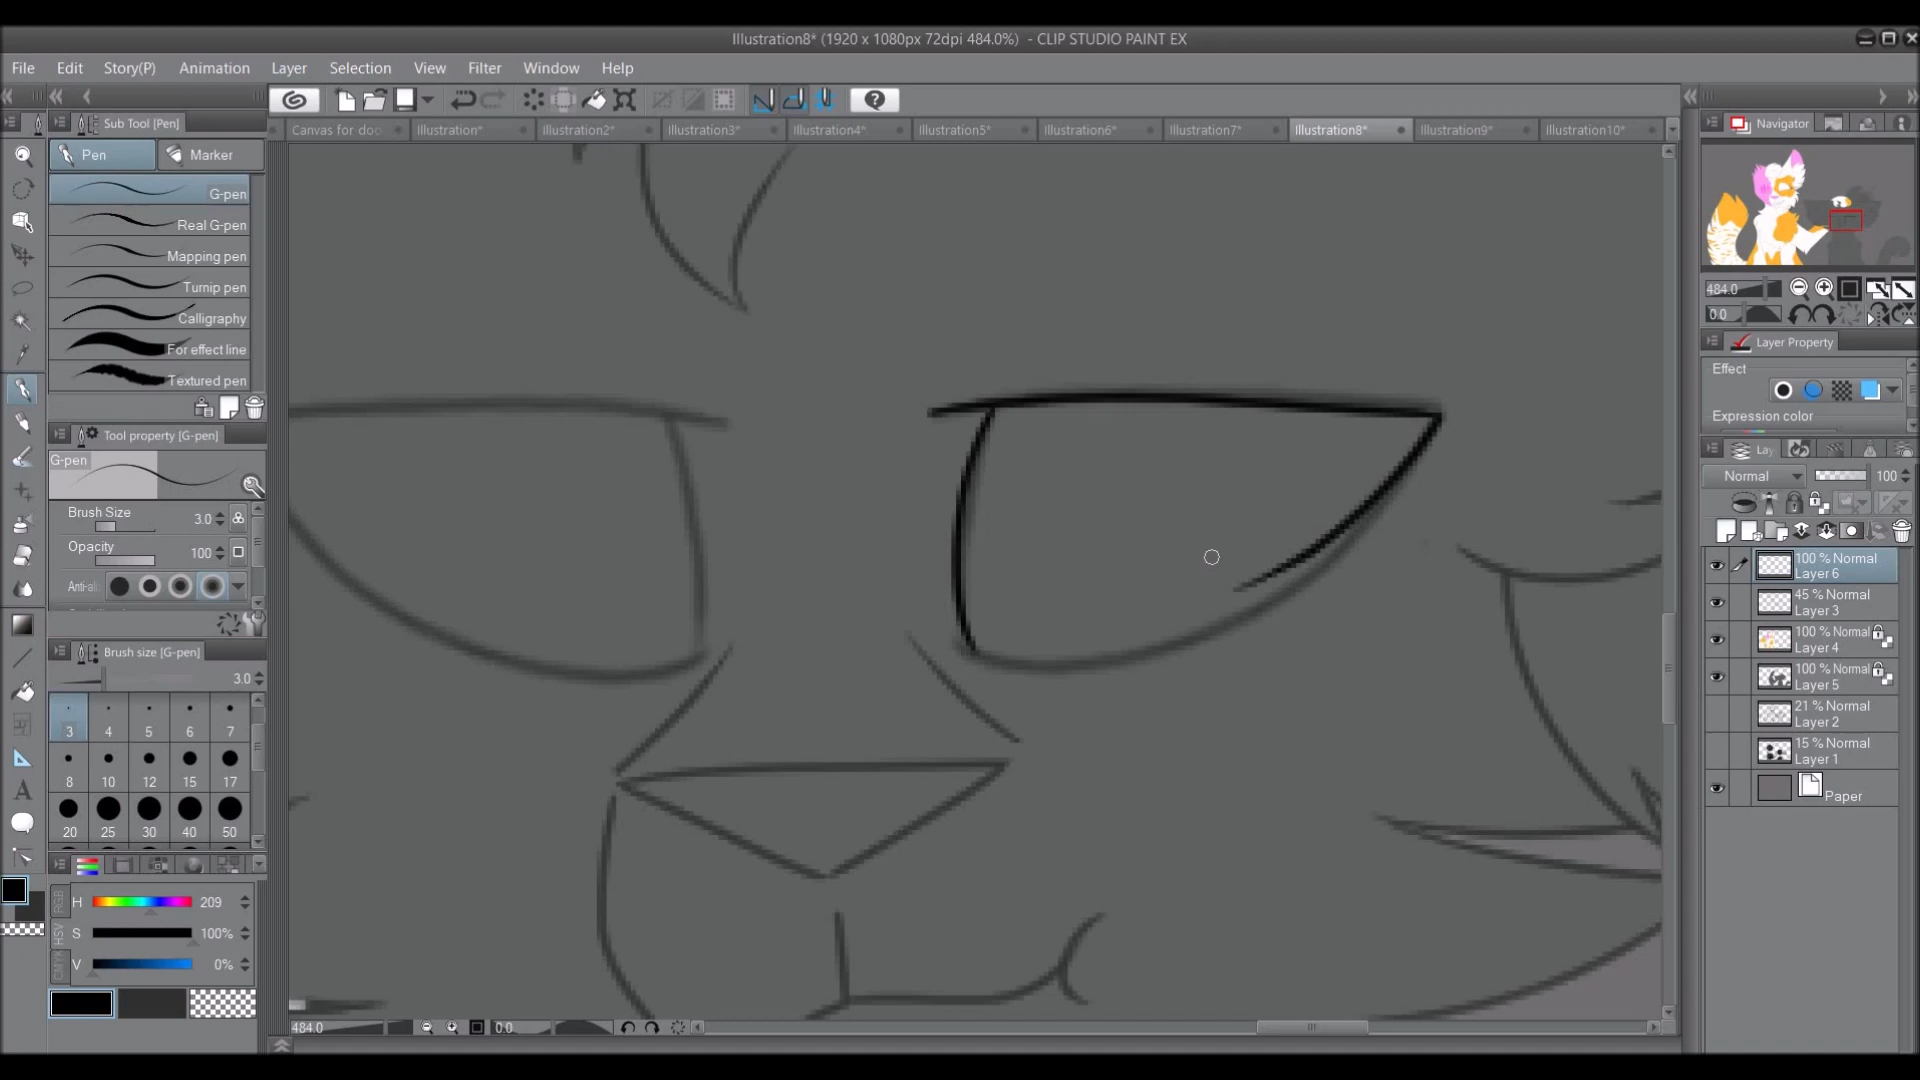 Illustration8* (1920 x 1080px 72dpi 484.0%)  - CLIP STUDIO PAINT EX
File Edit Story(P) Animation Layer Selection View Filter Window Help
Sub Tool [Pen]
Canvas for doo Illustration* Illustration2* Illustration3* Illustration4* Illustration5* Illustration6* Illustration7* Illustration8* Illustration9* Illustration10*
Navigator
Pen Marker
G-pen
Real G-pen
Mapping pen
Turnip pen
Calligraphy
For effect line
Textured pen
Tool property [G-pen]
G-pen
Brush Size 3.0
Opacity 100
Anti-ali
Brush size [G-pen]
3.0
3 4 5 6 7
8 10 12 15 17
20 25 30 40 50
RGB
HSV
CMYK
H 209
S 100%
V 0%
484.0 0.0
484.0
0.0
Layer Property
Effect
Expression color
Lay
Normal 100
100 % Normal
Layer 6
45 % Normal
Layer 3
100 % Normal
Layer 4
100 % Normal
Layer 5
21 % Normal
Layer 2
15 % Normal
Layer 1
Paper